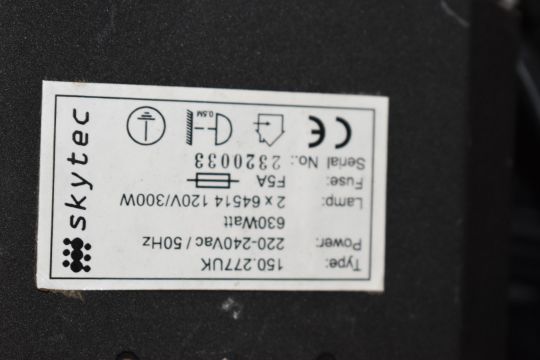 skytec
Type: 150.277UK
Power: 220-240Vac / 50Hz
630Watt
Lamp: 2 x 64514 120V/300W
Fuse: F5A
Serial No.: 2320033
CE
0.5M